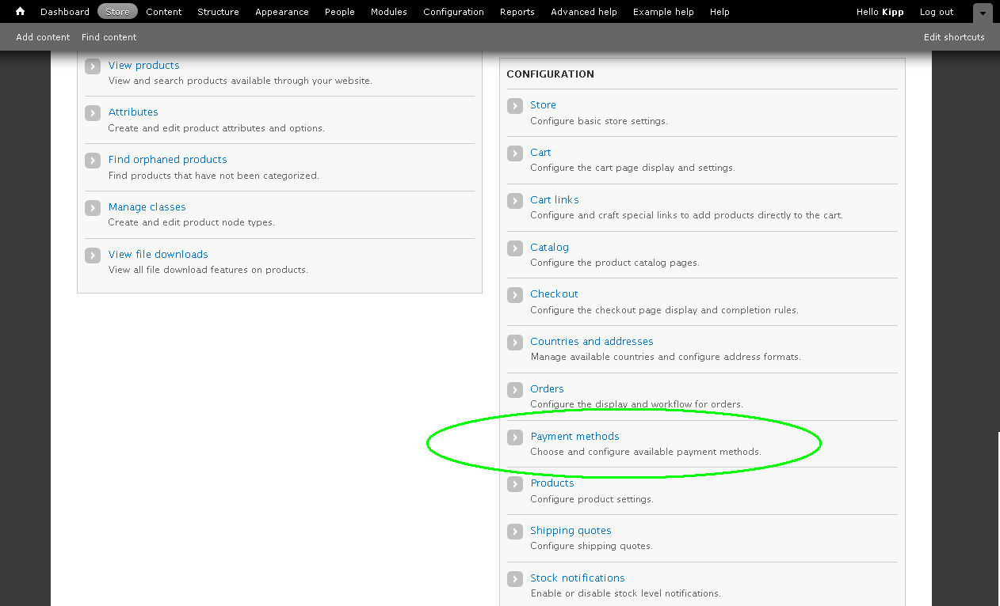 Dashboard Store Content Structure Appearance People Modules Configuration Reports Advanced help Example help Help Hello Kipp Log out
Add content Find content Edit shortcuts
View products
View and search products available through your website.
Attributes
Create and edit product attributes and options.
Find orphaned products
Find products that have not been categorized.
Manage classes
Create and edit product node types.
View file downloads
View all file download features on products.
CONFIGURATION
Store
Configure basic store settings.
Cart
Configure the cart page display and settings.
Cart links
Configure and craft special links to add products directly to the cart.
Catalog
Configure the product catalog pages.
Checkout
Configure the checkout page display and completion rules.
Countries and addresses
Manage available countries and configure address formats.
Orders
Configure the display and workflow for orders.
Payment methods
Choose and configure available payment methods.
Products
Configure product settings.
Shipping quotes
Configure shipping quotes.
Stock notifications
Enable or disable stock level notifications.